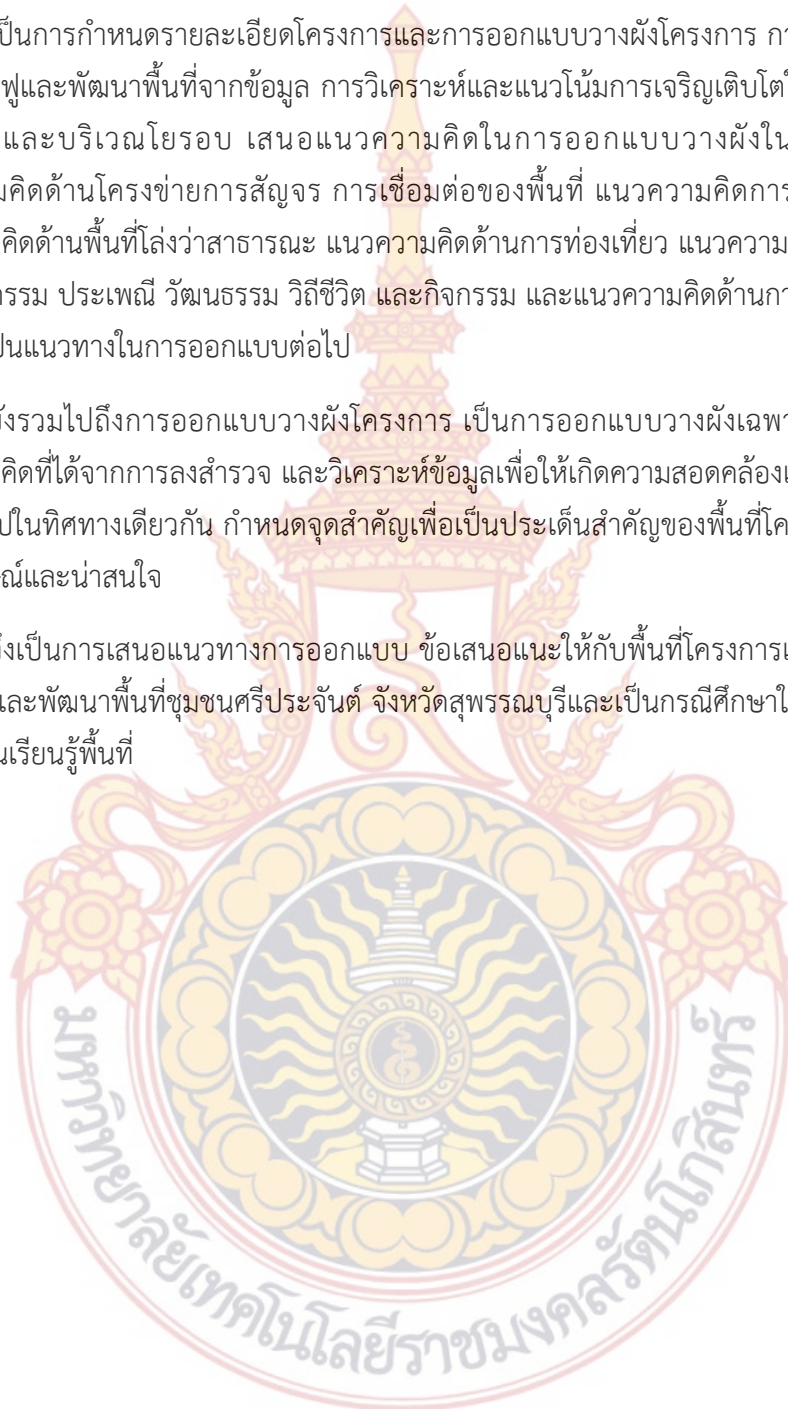 เป็นการกำหนดรายละเอียดโครงการและการออกแบบวางผังโครงการ กา
ฟูและพัฒนาพื้นที่จากข้อมูล การวิเคราะห์และแนวโน้มการเจริญเติบโตใ
และบริเวณโยรอบ เสนอแนวความคิดในการออกแบบวางผังใน
มคิดด้านโครงข่ายการสัญจร การเชื่อมต่อของพื้นที่ แนวความคิดการ
คิดด้านพื้นที่โล่งว่าสาธารณะ แนวความคิดด้านการท่องเที่ยว แนวความ
กรรม ประเพณี วัฒนธรรม วิถีชีวิต และกิจกรรม และแนวความคิดด้านกา
ป็นแนวทางในการออกแบบต่อไป
ยังรวมไปถึงการออกแบบวางผังโครงการ เป็นการออกแบบวางผังเฉพา
คิดที่ได้จากการลงสำรวจ และวิเคราะห์ข้อมูลเพื่อให้เกิดความสอดคล้องเ
ปในทิศทางเดียวกัน กำหนดจุดสำคัญเพื่อเป็นประเด็นสำคัญของพื้นที่โค
ณ์และน่าสนใจ
จึงเป็นการเสนอแนวทางการออกแบบ ข้อเสนอแนะให้กับพื้นที่โครงการเ
และพัฒนาพื้นที่ชุมชนศรีประจันต์ จังหวัดสุพรรณบุรีและเป็นกรณีศึกษาใ
นเรียนรู้พื้นที่
มหาวิทยาลัยเทคโนโลยีราชมงคลรัตนโกสินทร์